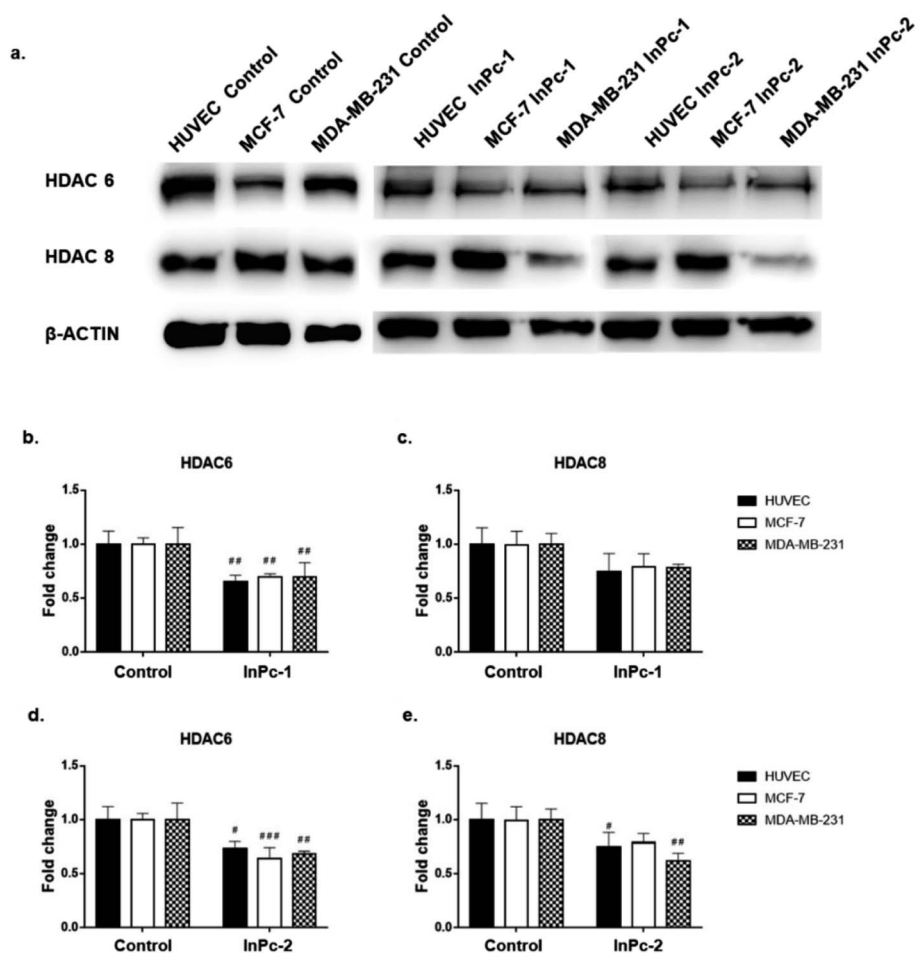 a.
HUVEC Control
MCF-7 Control
MDA-MB-231 Control
HUVEC InPc-1
MCF-7 InPc-1
MDA-MB-231 InPc-1
HUVEC InPc-2
MCF-7 InPc-2
MDA-MB-231 InPc-2
HDAC 6
HDAC 8
β-ACTIN
b.
HDAC6
Fold change
1.5
1.0
0.5
0.0
## ## ##
Control InPc-1
c.
HDAC8
Fold change
1.5
1.0
0.5
0.0
Control InPc-1
HUVEC
MCF-7
MDA-MB-231
d.
HDAC6
Fold change
1.5
1.0
0.5
0.0
# ### ##
Control InPc-2
e.
HDAC8
Fold change
1.5
1.0
0.5
0.0
# ##
Control InPc-2
HUVEC
MCF-7
MDA-MB-231